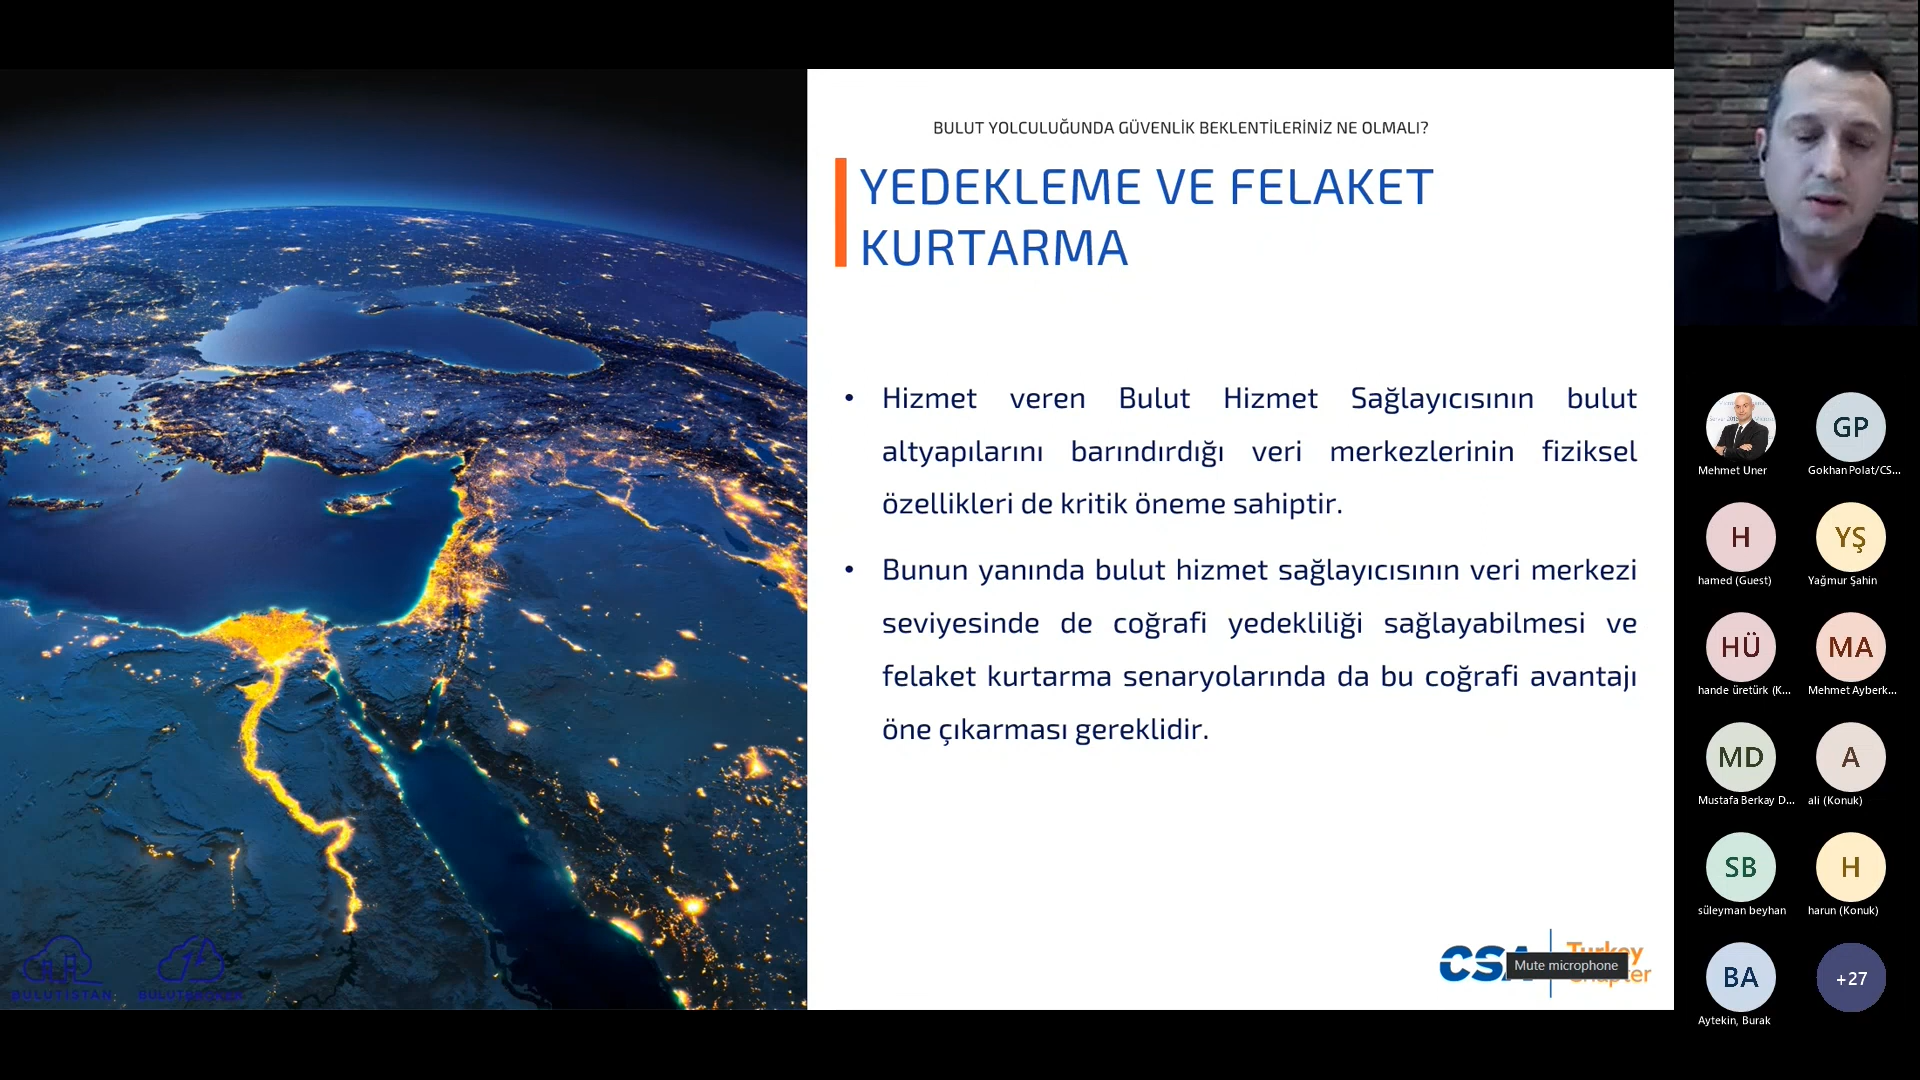 BULUT YOLCULUĞUNDA GÜVENLİK BEKLENTİLERİNİZ NE OLMALI?
YEDEKLEME VE FELAKET
KURTARMA
• Hizmet veren Bulut Hizmet Sağlayıcısının bulut
altyapılarını barındırdığı veri merkezlerinin fiziksel
özellikleri de kritik öneme sahiptir.
• Bunun yanında bulut hizmet sağlayıcısının veri merkezi
seviyesinde de coğrafi yedekliliği sağlayabilmesi ve
felaket kurtarma senaryolarında da bu coğrafi avantajı
öne çıkarması gereklidir.
BULUTİSTAN
CSA
Turkey
Mute microphone
Mehmet Uner
GP
Gokhan Polat/CS...
H
hamed (Guest)
YŞ
Yağmur Şahin
HÜ
hande üretürk (K...
MA
Mehmet Ayberk...
MD
Mustafa Berkay D...
A
ali (Konuk)
SB
süleyman beyhan
H
harun (Konuk)
BA
Aytekin, Burak
+27